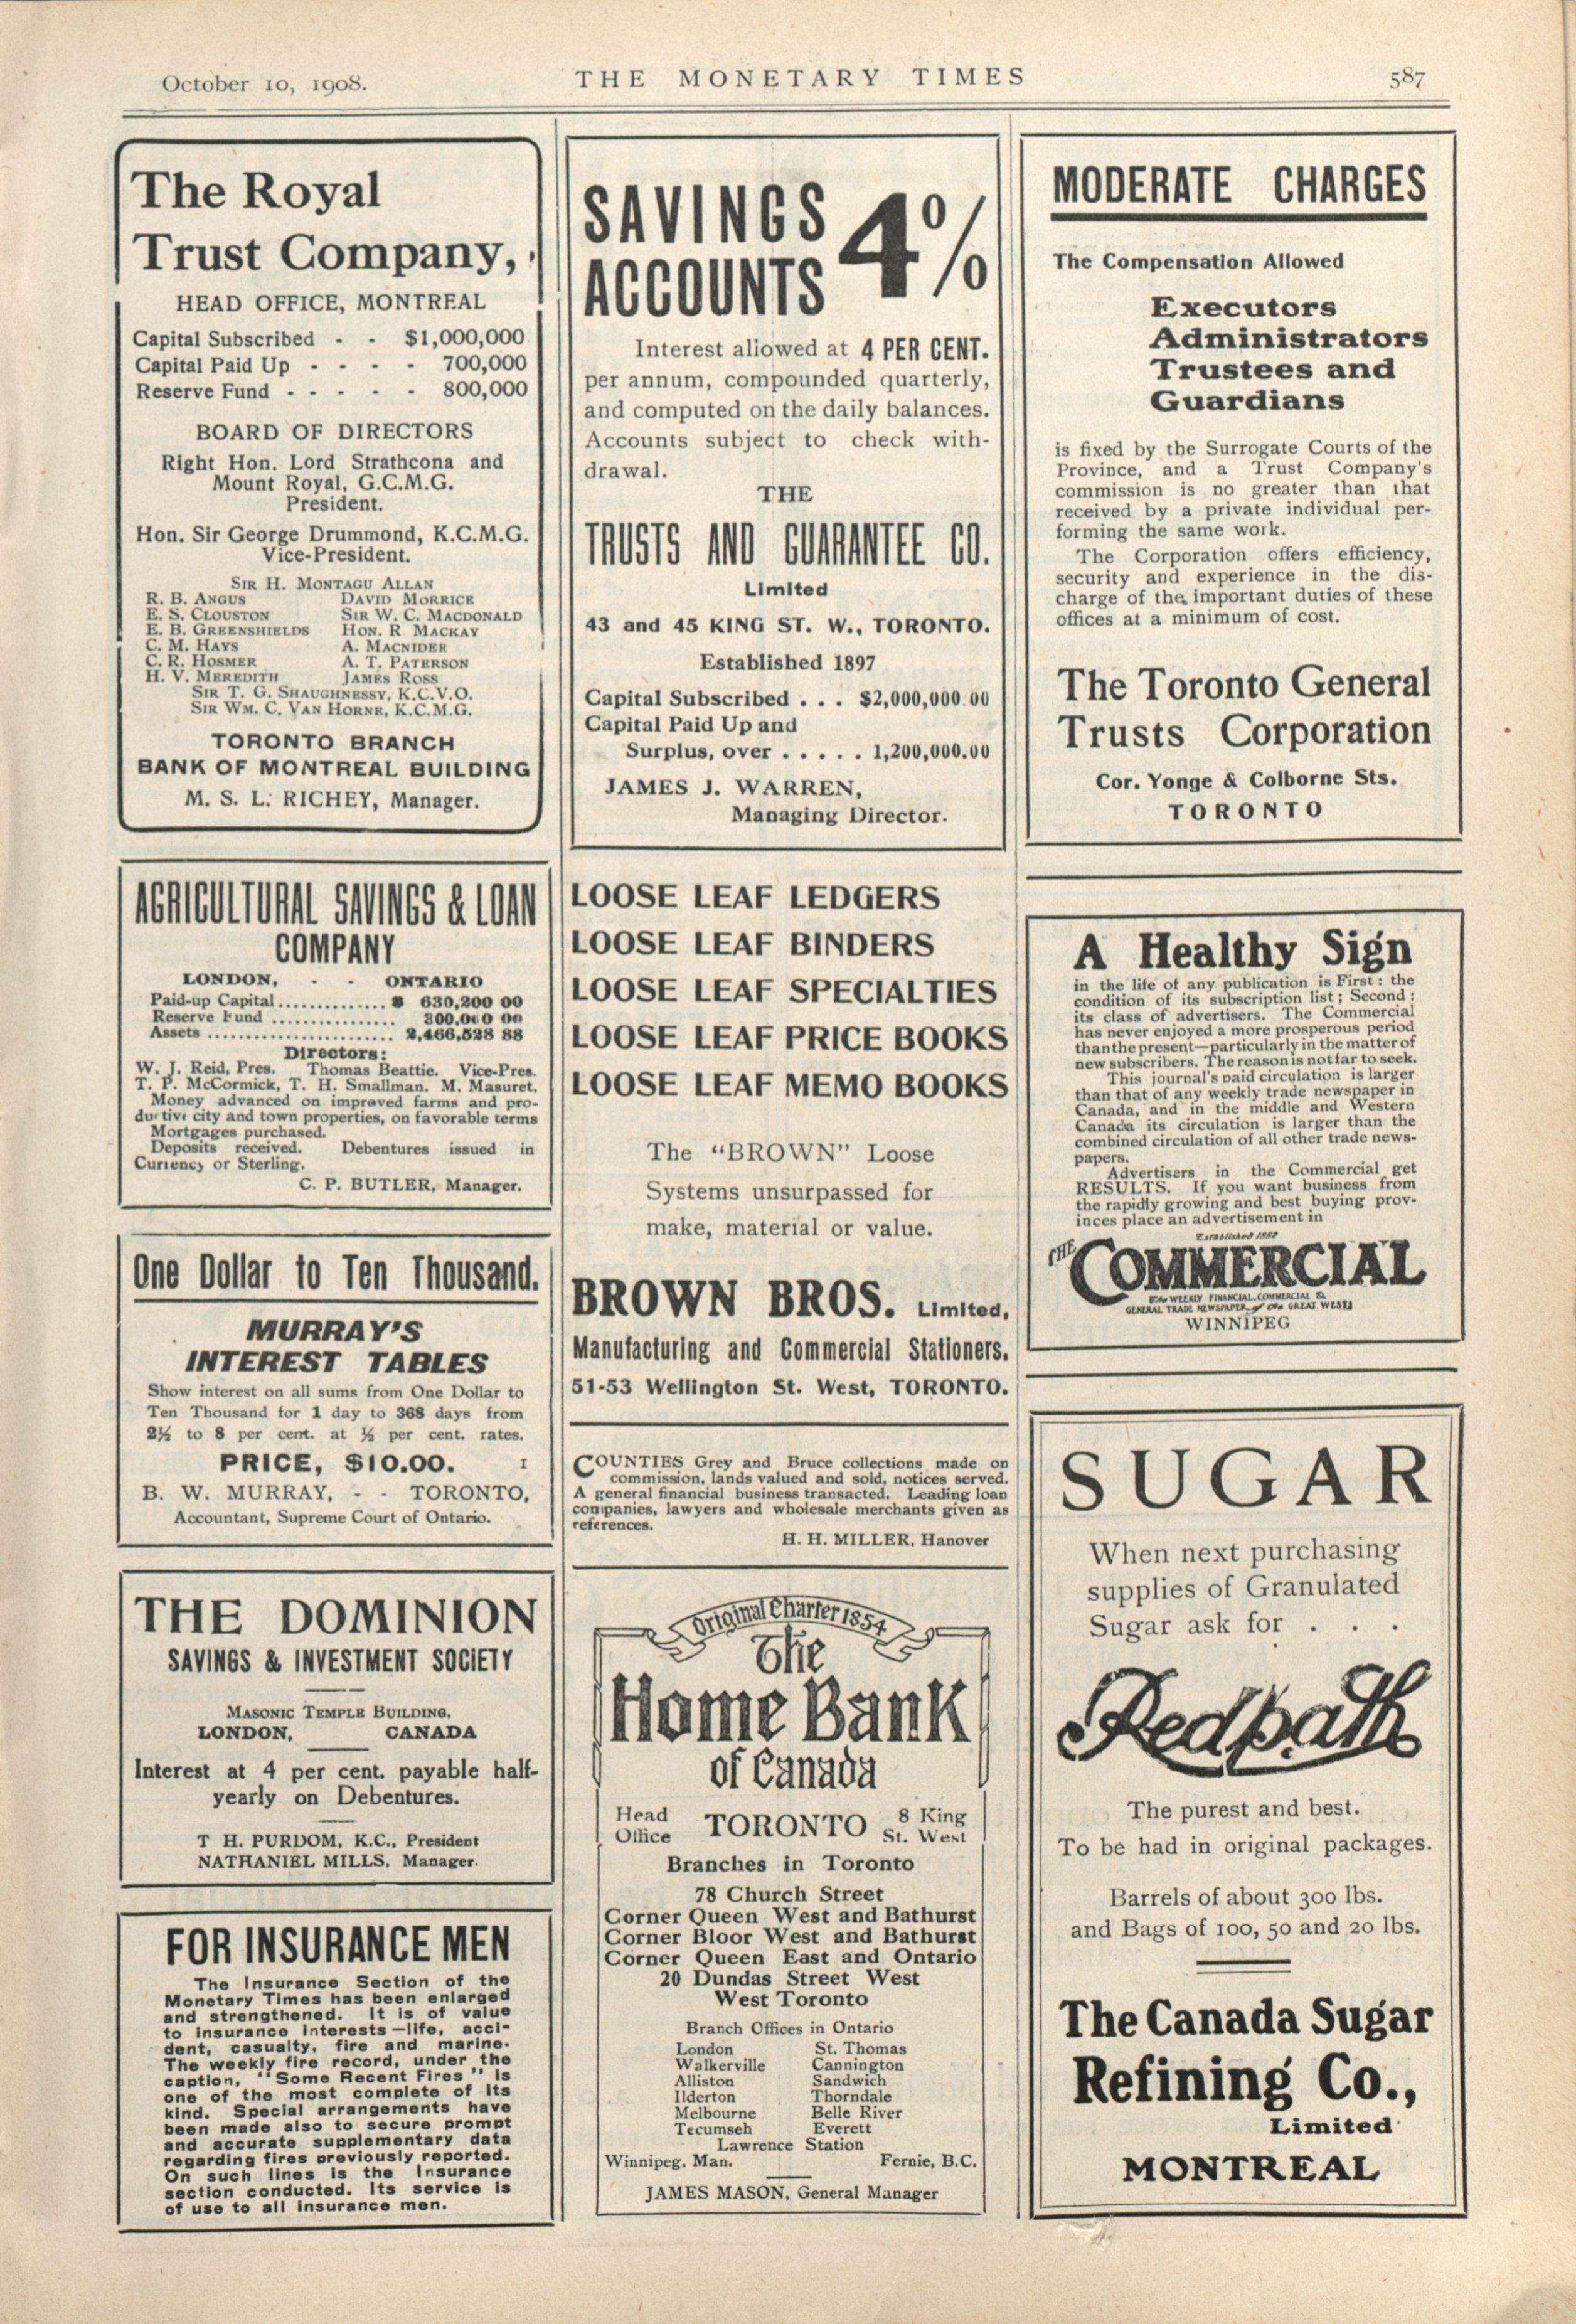 October 10, 1908.
THE MONETARY TIMES
587
The Royal
Trust Company,
HEAD OFFICE, MONTREAL
Capital Subscribed - - $1,000,000
Capital Paid Up - - - - 700,000
Reserve Fund - - - - - 800,000
BOARD OF DIRECTORS
Right Hon. Lord Strathcona and
Mount Royal, G.C.M.G.
President.
Hon. Sir George Drummond, K.C.M.G.
Vice-President.
SIR H. MONTAGU ALLAN
R. B. ANGUS DAVID MORRICE
E. S. CLOUSTON SIR W. C. MACDONALD
E. B. GREENSHIELDS HON. R MACKAY
C. M. HAYS A. MACNIDER
C. R. HOSMER A. T. PATERSON
H. V. MEREDITH JAMES ROSS
SIR T. G. SHAUGHNESSY, K.C.V.O.
SIR WM. C. VAN HORNE, K.C.M.G.
TORONTO BRANCH
BANK OF MONTREAL BUILDING
M. S. L. RICHEY, Manager.
AGRICULTURAL SAVINGS & LOAN
COMPANY
LONDON, - - ONTARIO
Paid-up Capital.............. $ 630,200 00
Reserve Fund ................ 300,000 00
Assets ........................ 2,466,528 88
Directors:
W. J. Reid, Pres. Thomas Beattie. Vice-Pres.
T. P. McCormick, T. H. Smallman. M. Masuret.
Money advanced on improved farms and pro-
ductive city and town properties, on favorable terms
Mortgages purchased.
Deposits received. Debentures issued in
Currency or Sterling.
C. P. BUTLER, Manager.
One Dollar to Ten Thousand.
MURRAY'S
INTEREST TABLES
Show interest on all sums from One Dollar to
Ten Thousand for 1 day to 368 days from
2½ to 8 per cent. at ½ per cent. rates.
PRICE, $10.00. 1
B. W. MURRAY, - - TORONTO,
Accountant, Supreme Court of Ontario.
THE DOMINION
SAVINGS & INVESTMENT SOCIETY
MASONIC TEMPLE BUILDING,
LONDON, CANADA
Interest at 4 per cent. payable half-
yearly on Debentures.
T H. PURDOM, K.C., President
NATHANIEL MILLS, Manager.
FOR INSURANCE MEN
The Insurance Section of the
Monetary Times has been enlarged
and strengthened. It is of value
to insurance interests—life, acci-
dent, casualty, fire and marine.
The weekly fire record, under the
caption, "Some Recent Fires" is
one of the most complete of its
kind. Special arrangements have
been made also to secure prompt
and accurate supplementary data
regarding fires previously reported.
On such lines is the Insurance
section conducted. Its service is
of use to all insurance men.
SAVINGS
ACCOUNTS
4%
Interest allowed at 4 PER CENT.
per annum, compounded quarterly,
and computed on the daily balances.
Accounts subject to check with-
drawal.
THE
TRUSTS AND GUARANTEE CO.
Limited
43 and 45 KING ST. W., TORONTO.
Established 1897
Capital Subscribed . . . $2,000,000.00
Capital Paid Up and
Surplus, over . . . . . 1,200,000.00
JAMES J. WARREN,
Managing Director.
LOOSE LEAF LEDGERS
LOOSE LEAF BINDERS
LOOSE LEAF SPECIALTIES
LOOSE LEAF PRICE BOOKS
LOOSE LEAF MEMO BOOKS
The "BROWN" Loose
Systems unsurpassed for
make, material or value.
BROWN BROS. Limited,
Manufacturing and Commercial Stationers.
51-53 Wellington St. West, TORONTO.
COUNTIES Grey and Bruce collections made on
commission, lands valued and sold, notices served.
A general financial business transacted. Leading loan
companies, lawyers and wholesale merchants given as
references.
H. H. MILLER, Hanover
Original Charter 1854
The
Home Bank
of Canada
Head Office TORONTO 8 King St. West
Branches in Toronto
78 Church Street
Corner Queen West and Bathurst
Corner Bloor West and Bathurst
Corner Queen East and Ontario
20 Dundas Street West
West Toronto
Branch Offices in Ontario
London St. Thomas
Walkerville Cannington
Alliston Sandwich
Ilderton Thorndale
Melbourne Belle River
Tecumseh Everett
Lawrence Station
Winnipeg, Man. Fernie, B.C.
JAMES MASON, General Manager
MODERATE CHARGES
The Compensation Allowed
Executors
Administrators
Trustees and
Guardians
is fixed by the Surrogate Courts of the
Province, and a Trust Company's
commission is no greater than that
received by a private individual per-
forming the same work.
The Corporation offers efficiency,
security and experience in the dis-
charge of the important duties of these
offices at a minimum of cost.
The Toronto General
Trusts Corporation
Cor. Yonge & Colborne Sts.
TORONTO
A Healthy Sign
in the life of any publication is First: the
condition of its subscription list; Second:
its class of advertisers. The Commercial
has never enjoyed a more prosperous period
than the present—particularly in the matter of
new subscribers. The reason is not far to seek.
This journal's paid circulation is larger
than that of any weekly trade newspaper in
Canada, and in the middle and Western
Canada its circulation is larger than the
combined circulation of all other trade news-
papers.
Advertisers in the Commercial get
RESULTS. If you want business from
the rapidly growing and best buying prov-
inces place an advertisement in
Established 1882
THE COMMERCIAL
The WEEKLY FINANCIAL, COMMERCIAL &
GENERAL TRADE NEWSPAPER of the GREAT WEST
WINNIPEG
SUGAR
When next purchasing
supplies of Granulated
Sugar ask for . . .
Redpath
The purest and best.
To be had in original packages.
Barrels of about 300 lbs.
and Bags of 100, 50 and 20 lbs.
The Canada Sugar
Refining Co.,
Limited
MONTREAL